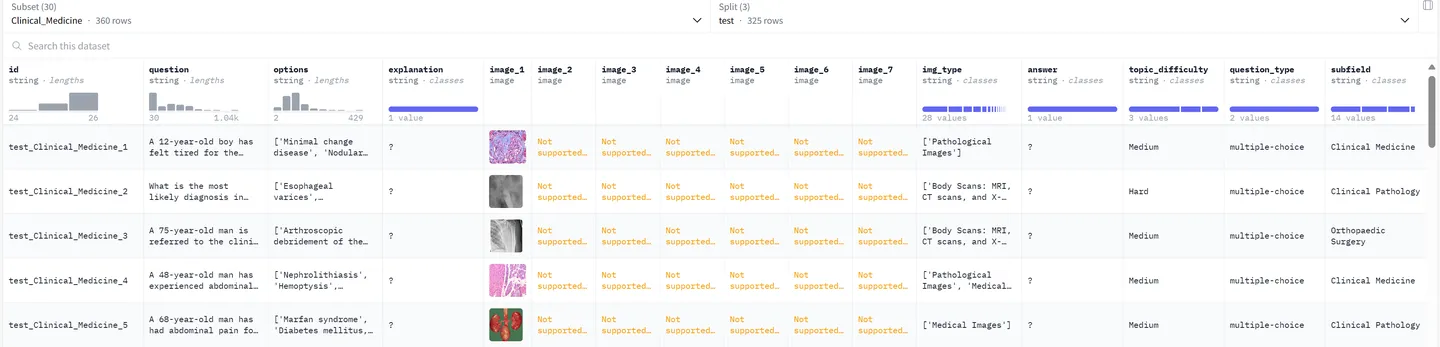 Subset (30)
Clinical_Medicine · 360 rows
Split (3)
test · 325 rows
Search this dataset
id question options explanation image_1 image_2 image_3 image_4 image_5 image_6 image_7 img_type answer topic_difficulty question_type subfield
string · lengths string · lengths string · lengths string · classes image image image image image image image string · classes string · classes string · classes string · classes string · classes
24 26 30 1.04k 2 429 1 value 28 values 1 value 3 values 2 values 14 values
test_Clinical_Medicine_1
A 12-year-old boy has
felt tired for the…
['Minimal change
disease', 'Nodular…
?
Not
supported…
Not
supported…
Not
supported…
Not
supported…
Not
supported…
Not
supported…
['Pathological
Images']
?
Medium
multiple-choice
Clinical Medicine
test_Clinical_Medicine_2
What is the most
likely diagnosis in…
['Esophageal
varices',…
?
Not
supported…
Not
supported…
Not
supported…
Not
supported…
Not
supported…
Not
supported…
['Body Scans: MRI,
CT scans, and X-…
?
Hard
multiple-choice
Clinical Pathology
test_Clinical_Medicine_3
A 75-year-old man is
referred to the clini…
['Arthroscopic
debridement of the…
?
Not
supported…
Not
supported…
Not
supported…
Not
supported…
Not
supported…
Not
supported…
['Body Scans: MRI,
CT scans, and X-…
?
Medium
multiple-choice
Orthopaedic
Surgery
test_Clinical_Medicine_4
A 48-year-old man has
experienced abdominal…
['Nephrolithiasis',
'Hemoptysis',…
?
Not
supported…
Not
supported…
Not
supported…
Not
supported…
Not
supported…
Not
supported…
['Pathological
Images', 'Medical…
?
Medium
multiple-choice
Clinical Medicine
test_Clinical_Medicine_5
A 68-year-old man has
had abdominal pain fo…
['Marfan syndrome',
'Diabetes mellitus,…
?
Not
supported…
Not
supported…
Not
supported…
Not
supported…
Not
supported…
Not
supported…
['Medical Images']
?
Medium
multiple-choice
Clinical Pathology